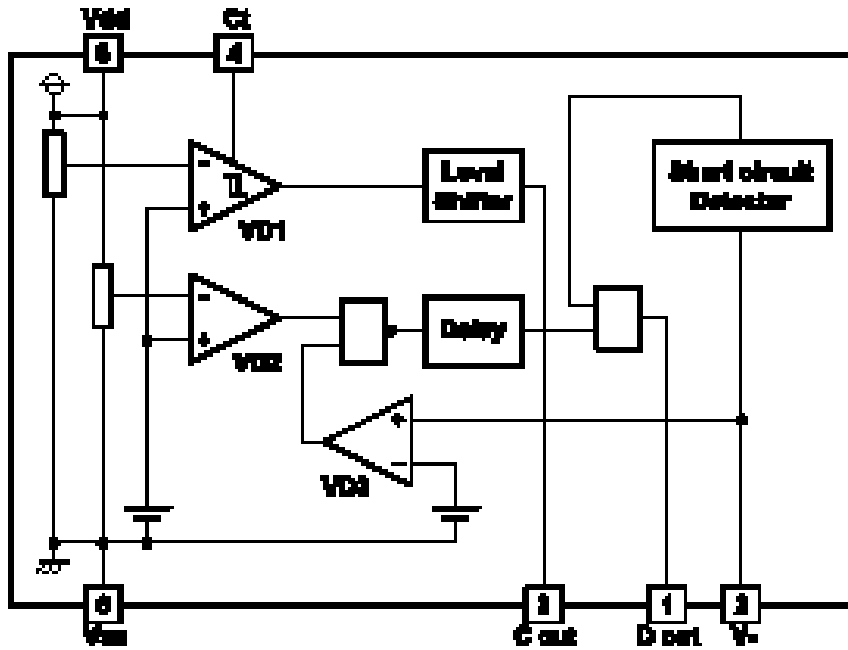 Vdd
Ct
5
4
Level
Shifter
Short circuit
Detector
-
+
VD1
-
+
VD2
Delay
+
-
VD3
6
3
1
2
Vss
C out
D out
V-